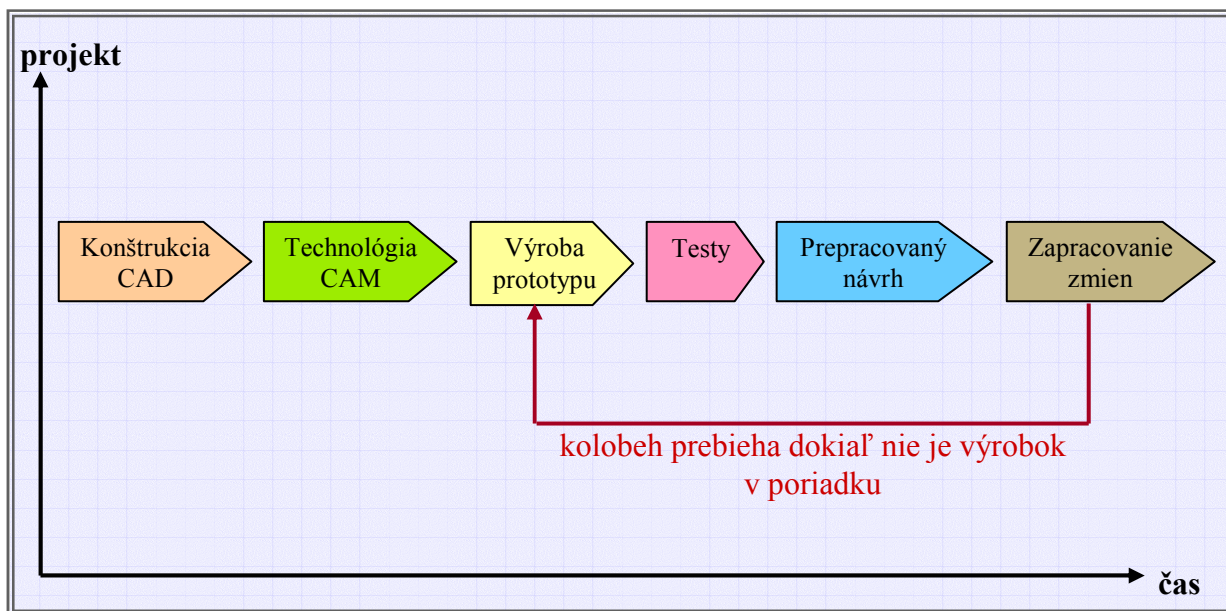 projekt
Konštrukcia
CAD
Technológia
CAM
Výroba
prototypu
Testy
Prepracovaný
návrh
Zapracovanie
zmien
kolobeh prebieha dokiaľ nie je výrobok
v poriadku
čas